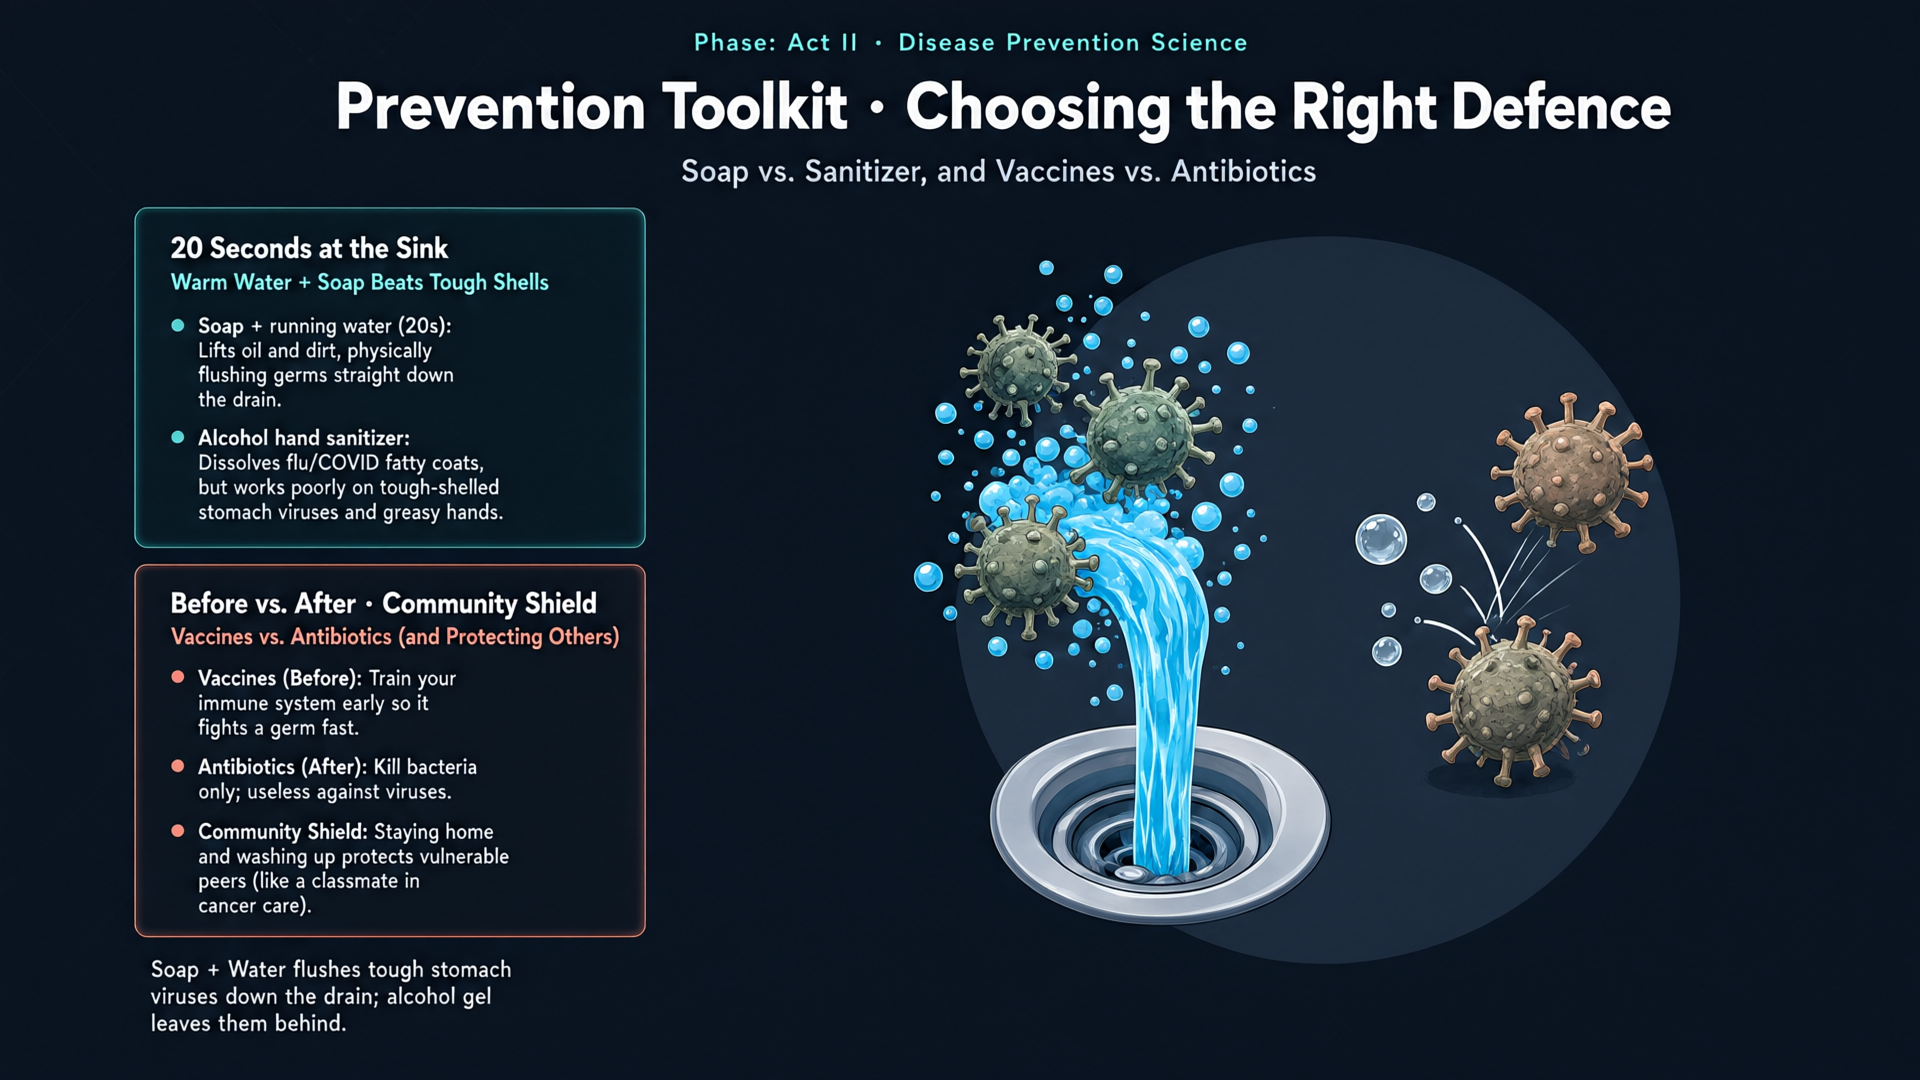 Phase: Act II • Disease Prevention Science
Prevention Toolkit • Choosing the Right Defence
Soap vs. Sanitizer, and Vaccines vs. Antibiotics
20 Seconds at the Sink
Warm Water + Soap Beats Tough Shells
Soap + running water (20s):
Lifts oil and dirt, physically
flushing germs straight down
the drain.
Alcohol hand sanitizer:
Dissolves flu/COVID fatty coats,
but works poorly on tough-shelled
stomach viruses and greasy hands.
Before vs. After • Community Shield
Vaccines vs. Antibiotics (and Protecting Others)
Vaccines (Before): Train your
immune system early so it
fights a germ fast.
Antibiotics (After): Kill bacteria
only; useless against viruses.
Community Shield: Staying home
and washing up protects vulnerable
peers (like a classmate in
cancer care).
Soap + Water flushes tough stomach
viruses down the drain; alcohol gel
leaves them behind.